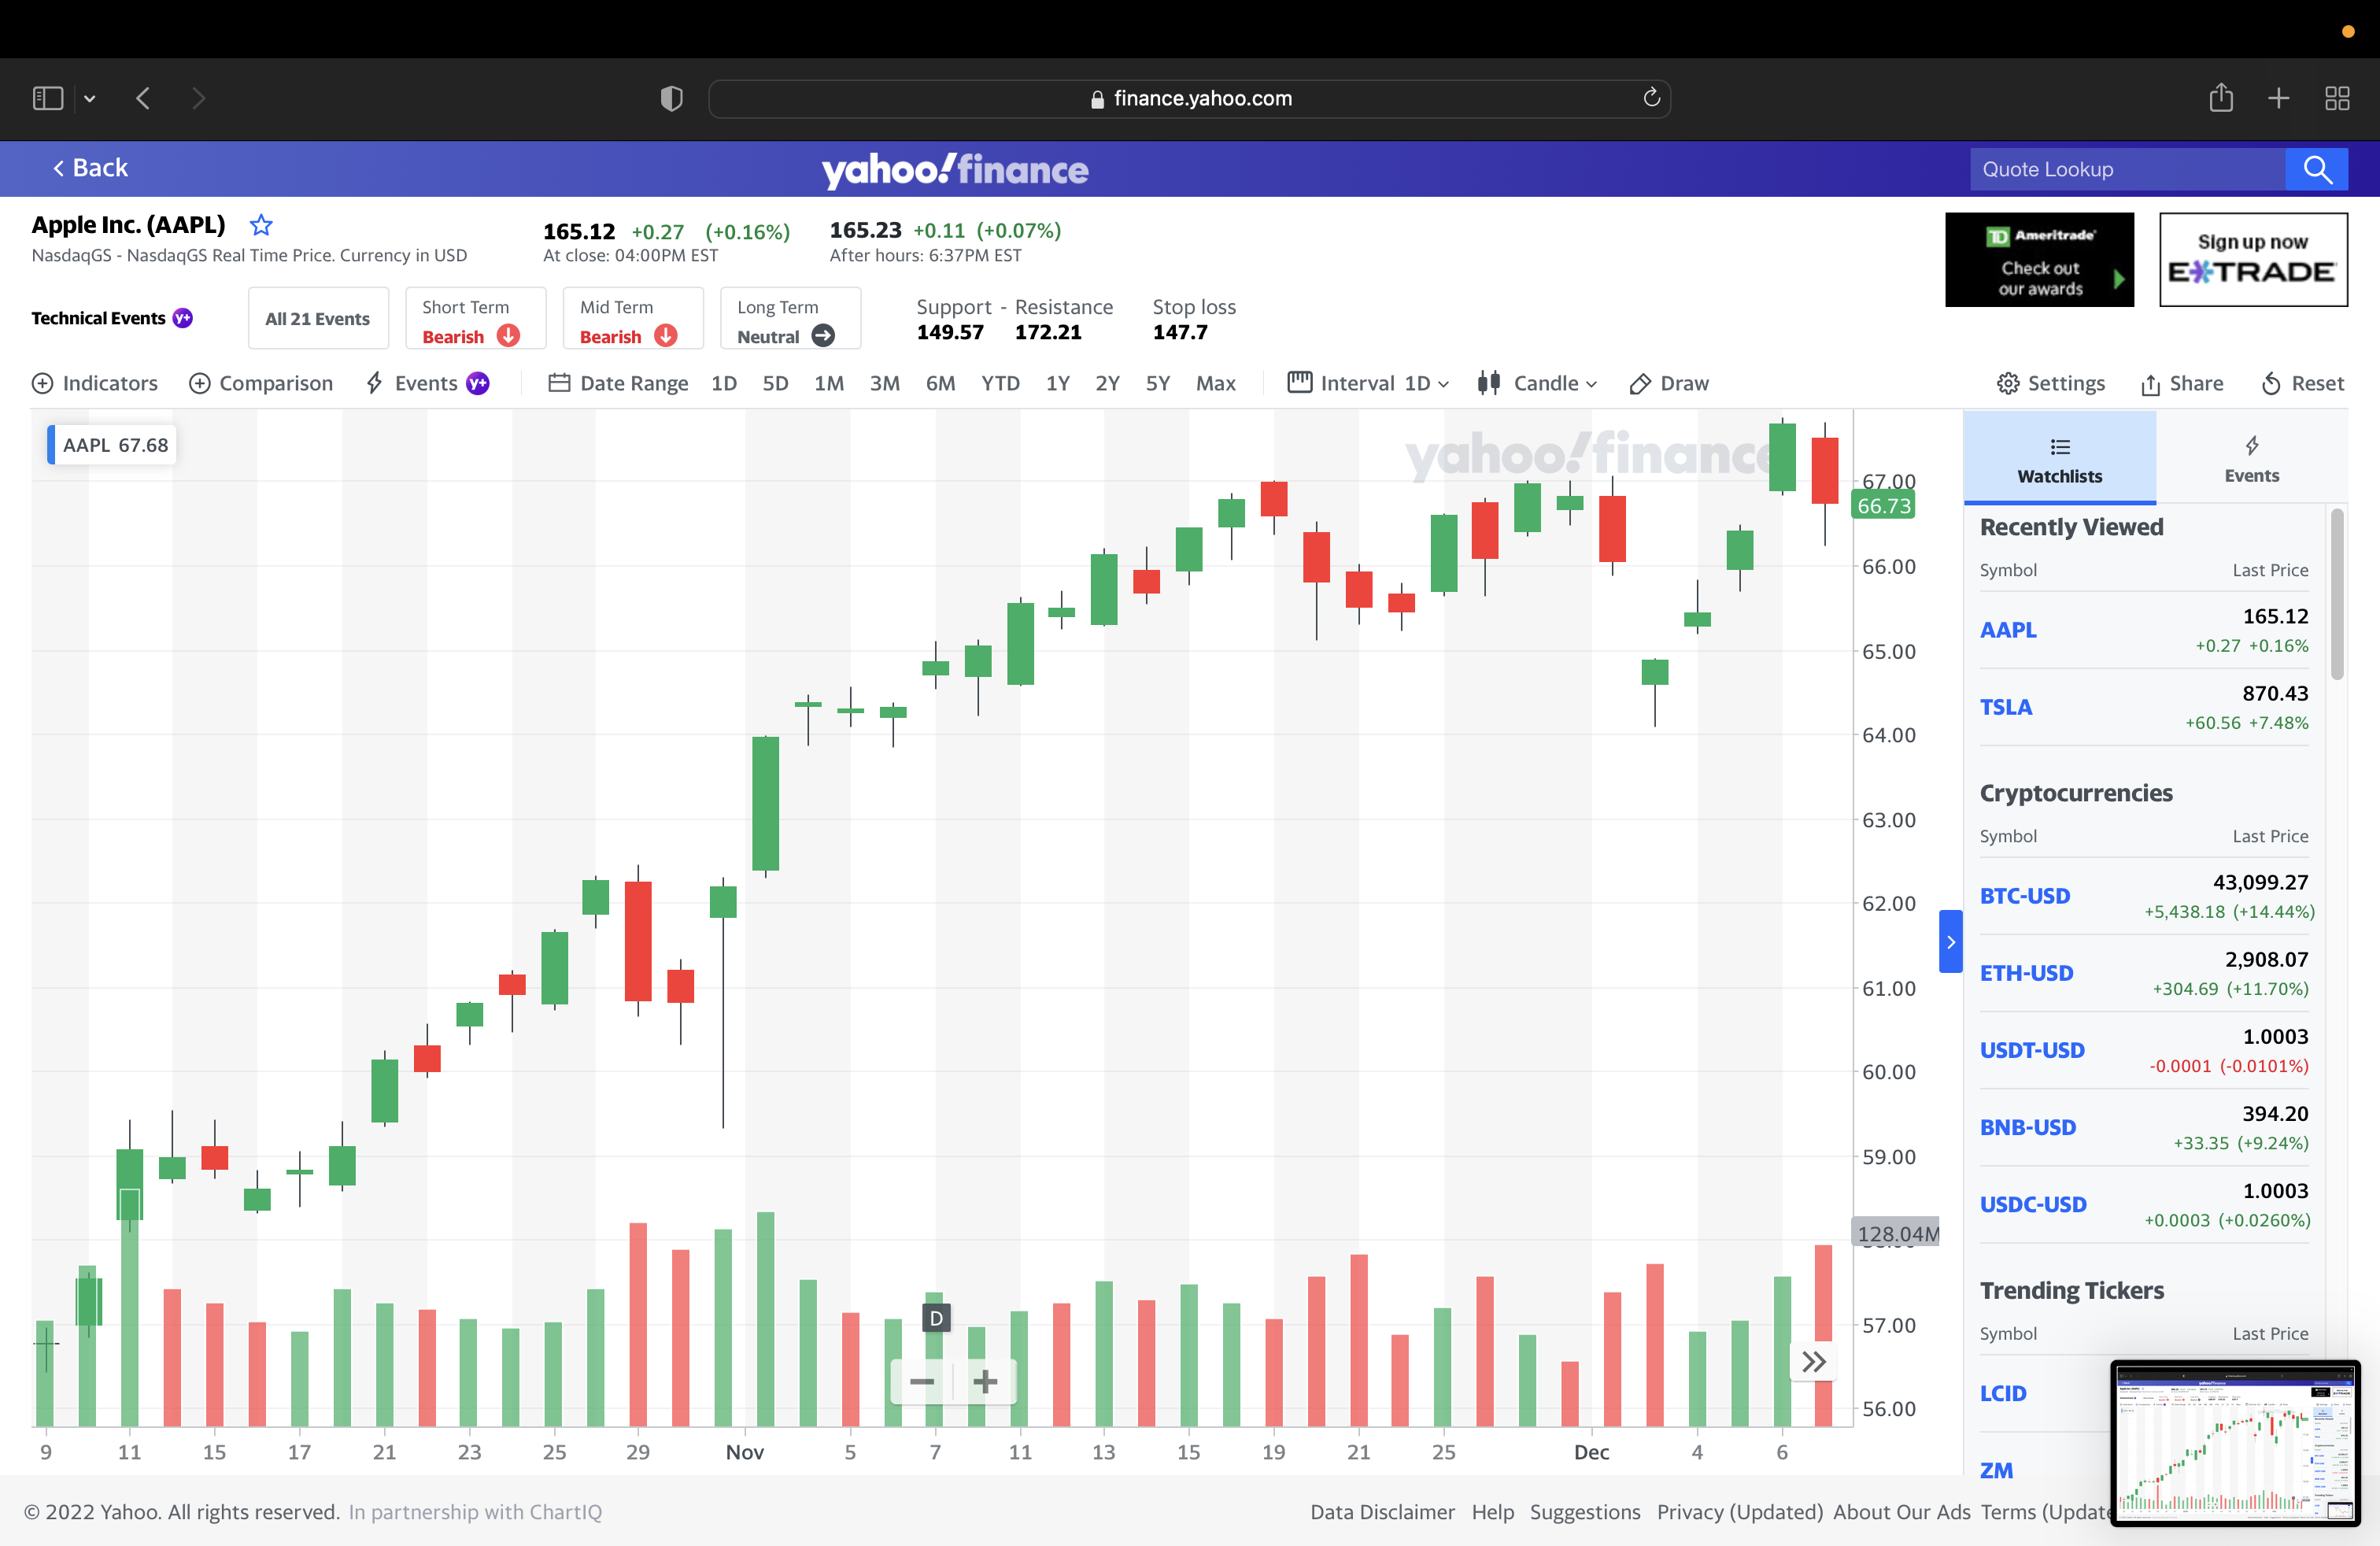 finance.yahoo.com
Back
yahoo!finance
Quote Lookup
Apple Inc. (AAPL)
NasdaqGS - NasdaqGS Real Time Price. Currency in USD
165.12 +0.27 (+0.16%)
At close: 04:00PM EST
165.23 +0.11 (+0.07%)
After hours: 6:37PM EST
TD Ameritrade
Check out
our awards
Sign up now
E*TRADE
Technical Events Y+
All 21 Events
Short Term
Bearish
Mid Term
Bearish
Long Term
Neutral
Support - Resistance
149.57 172.21
Stop loss
147.7
Indicators Comparison Events Y+ Date Range 1D 5D 1M 3M 6M YTD 1Y 2Y 5Y Max Interval 1D Candle Draw Settings Share Reset
AAPL 67.68
yahoo!finance
67.00
66.73
66.00
65.00
64.00
63.00
62.00
61.00
60.00
59.00
128.04M
57.00
56.00
D
9 11 15 17 21 23 25 29 Nov 5 7 11 13 15 19 21 25 Dec 4 6
Watchlists
Events
Recently Viewed
Symbol Last Price
AAPL 165.12
+0.27 +0.16%
TSLA 870.43
+60.56 +7.48%
Cryptocurrencies
Symbol Last Price
BTC-USD 43,099.27
+5,438.18 (+14.44%)
ETH-USD 2,908.07
+304.69 (+11.70%)
USDT-USD 1.0003
-0.0001 (-0.0101%)
BNB-USD 394.20
+33.35 (+9.24%)
USDC-USD 1.0003
+0.0003 (+0.0260%)
Trending Tickers
Symbol Last Price
LCID
ZM
© 2022 Yahoo. All rights reserved. In partnership with ChartIQ
Data Disclaimer Help Suggestions Privacy (Updated) About Our Ads Terms (Update